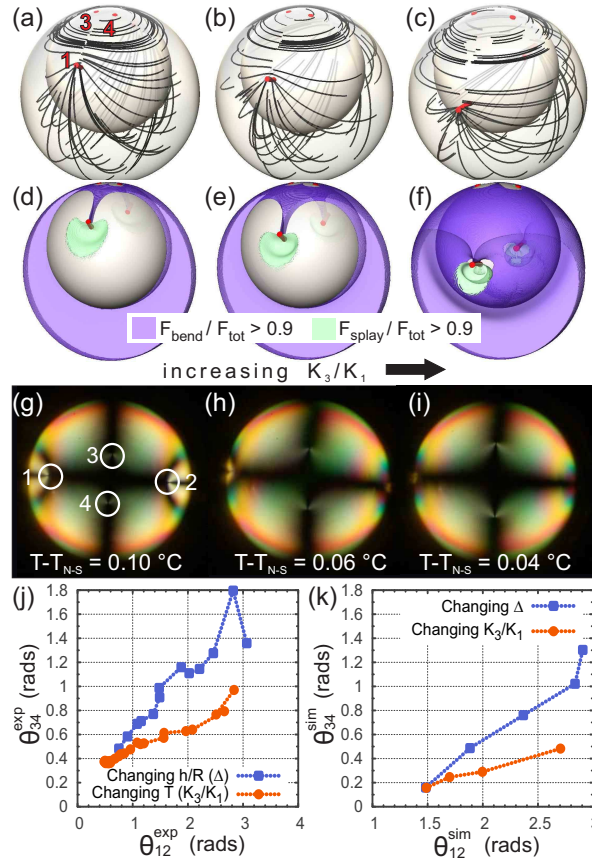 (a) (b) (c)
3 4
1
(d) (e) (f)
F_bend / F_tot > 0.9 F_splay / F_tot > 0.9
increasing K₃/K₁
(g) (h) (i)
3
1 2
4
T-T_N-S = 0.10 °C T-T_N-S = 0.06 °C T-T_N-S = 0.04 °C
(j) (k)
1.8 1.8
1.6 1.6
1.4 1.4
1.2 1.2
1 1
0.8 0.8
0.6 0.6
0.4 0.4
0.2 0.2
0 0
θ₃₄^exp (rads) θ₃₄^sim (rads)
Changing Δ
Changing K₃/K₁
Changing h/R (Δ)
Changing T (K₃/K₁)
0 1 2 3 4 1 1.5 2 2.5 3
θ₁₂^exp (rads) θ₁₂^sim (rads)